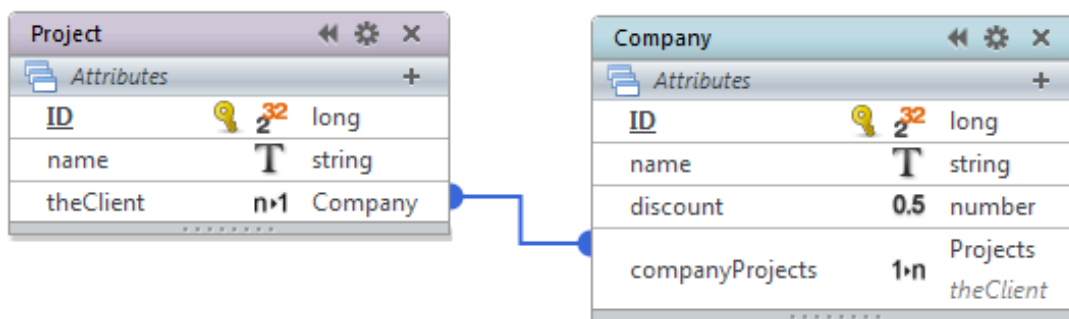 Project
Attributes +
ID 2 32 long
name T string
theClient n▸1 Company
Company
Attributes +
ID 2 32 long
name T string
discount 0.5 number
companyProjects 1▸n Projects
theClient